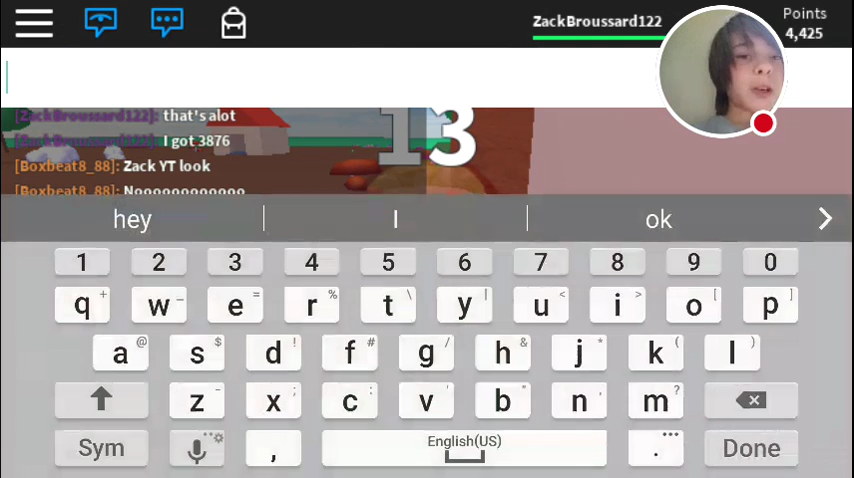 ZackBroussard122
Points
4,425
[ZackBroussard122]: that's alot
[ZackBroussard122]: I got 3876
[Boxbeat8_88]: Zack YT look
[Boxbeat8_88]: Noooooooooooo
13
hey I ok
1 2 3 4 5 6 7 8 9 0
q + w - e = r % t \ y | u < i > o [ p ]
a @ s $ d ! f # g / h & j * k ( l )
z - x ; c : v ' b " n , m ?
Sym , English(US) . Done